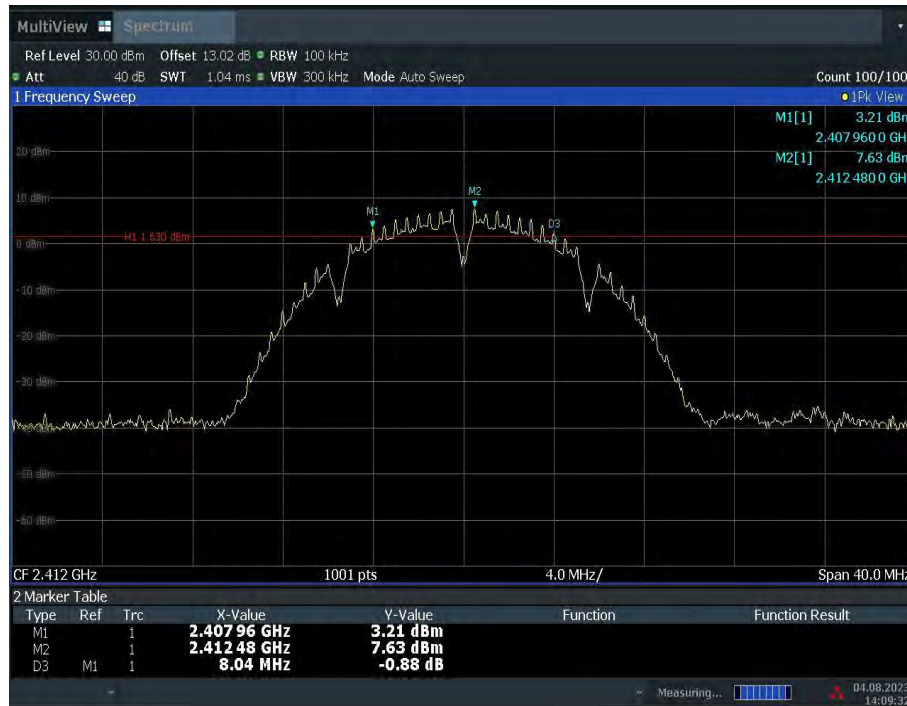 MultiView Spectrum
Ref Level 30.00 dBm Offset 13.02 dB RBW 100 kHz
Att 40 dB SWT 1.04 ms VBW 300 kHz Mode Auto Sweep Count 100/100
1 Frequency Sweep 1Pk View
M1[1] 3.21 dBm
2.407 960 0 GH
20 dBm
M2[1] 7.63 dBm
2.412 480 0 GH
10 dBm
M2
M1
D3
H1 1.630 dBm
0 dBm
-10 dBm
-20 dBm
-30 dBm
-50 dBm
-60 dBm
CF 2.412 GHz 1001 pts 4.0 MHz/ Span 40.0 MHz
2 Marker Table
Type Ref Trc X-Value Y-Value Function Function Result
M1 1 2.407 96 GHz 3.21 dBm
M2 1 2.412 48 GHz 7.63 dBm
D3 M1 1 8.04 MHz -0.88 dB
Measuring... 04.08.2023
14:09:32